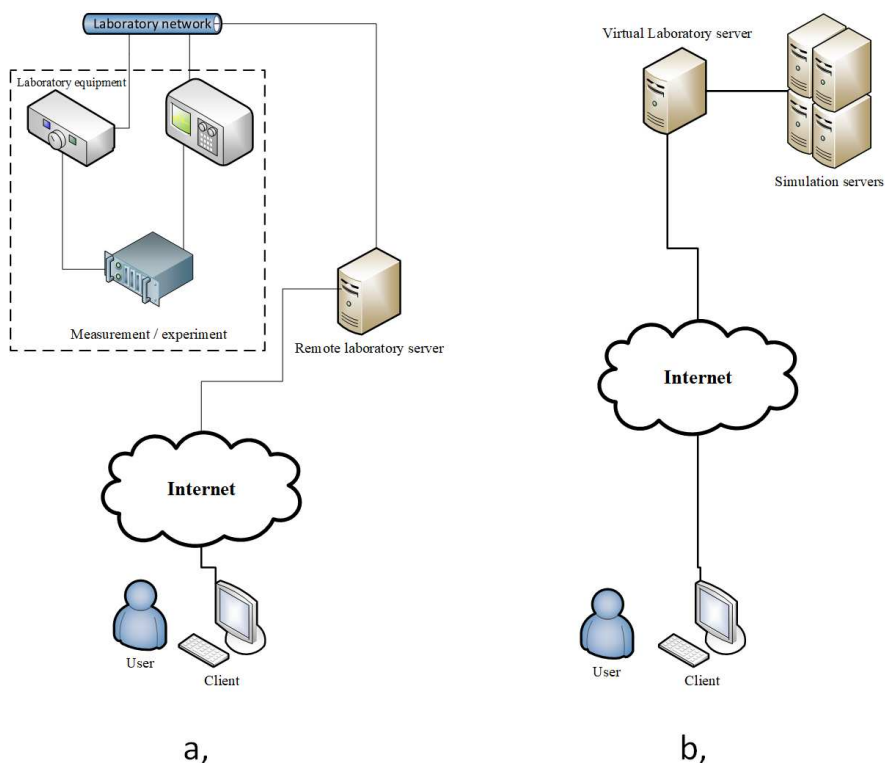 Laboratory network
Laboratory equipment
Measurement / experiment
Remote laboratory server
Internet
User
Client
a,
Virtual Laboratory server
Simulation servers
Internet
User
Client
b,